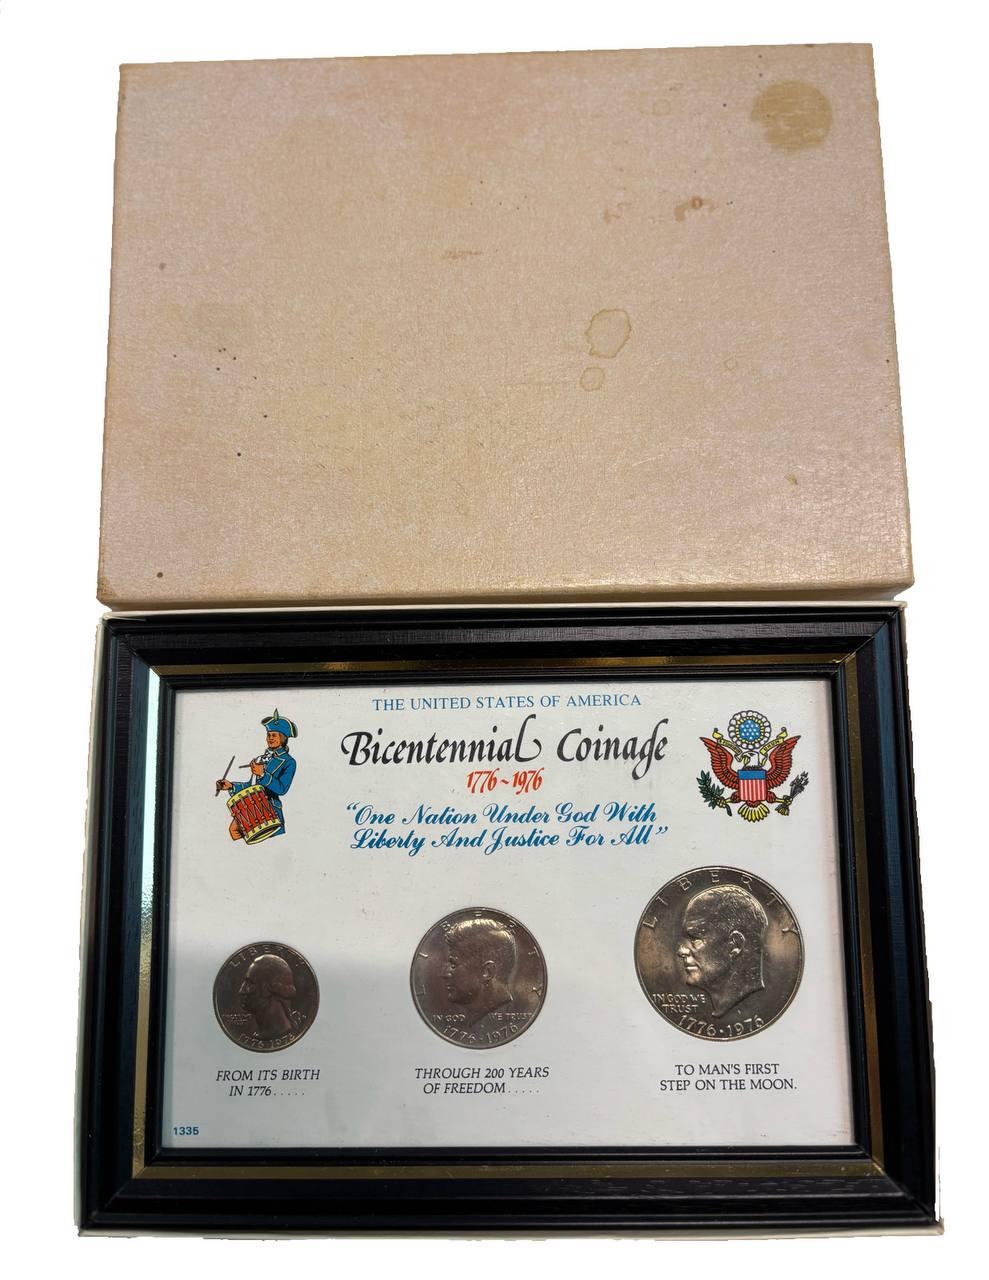 THE UNITED STATES OF AMERICA
Bicentennial Coinage
1776~1976
"One Nation Under God With
Liberty And Justice For All"
LIBERTY
1776 1976
LIBERTY
IN GOD WE TRUST
1776·1976
LIBERTY
IN GOD WE
TRUST
1776·1976
FROM ITS BIRTH
IN 1776.....
THROUGH 200 YEARS
OF FREEDOM.....
TO MAN'S FIRST
STEP ON THE MOON.
1335